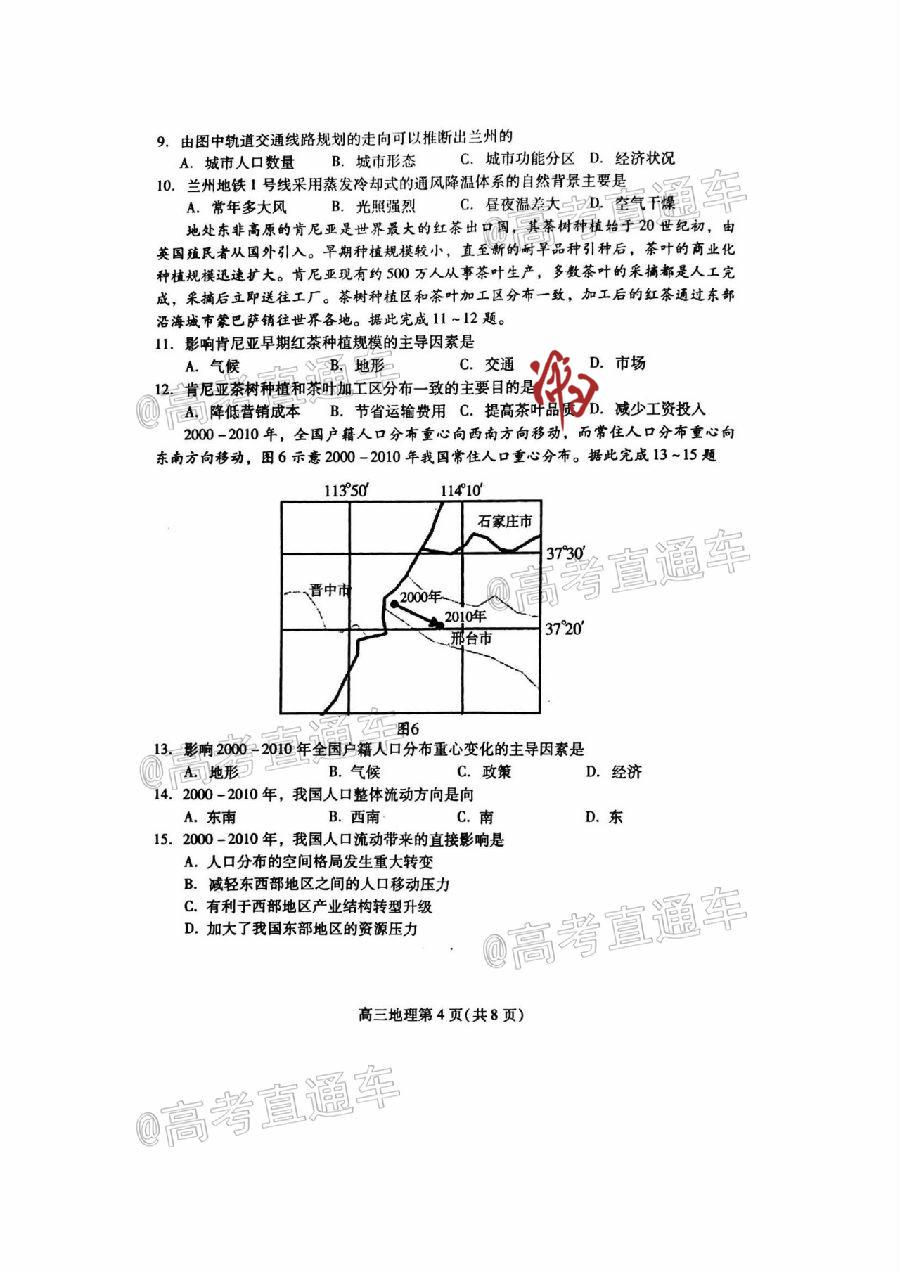 9. 由图中轨道交通线路规划的走向可以推断出兰州的
A. 城市人口数量 B. 城市形态 C. 城市功能分区 D. 经济状况
10. 兰州地铁1号线采用蒸发冷却式的通风降温体系的自然背景主要是
A. 常年多大风 B. 光照强烈 C. 昼夜温差大 D. 空气干燥
地处东非高原的肯尼亚是世界最大的红茶出口国，其茶树种植始于20世纪初，由
英国殖民者从国外引入。早期种植规模较小，直至新的耐旱品种引种后，茶叶的商业化
种植规模迅速扩大。肯尼亚现有约500万人从事茶叶生产，多数茶叶的采摘都是人工完
成，采摘后立即送往工厂。茶树种植区和茶叶加工区分布一致，加工后的红茶通过东部
沿海城市蒙巴萨销往世界各地。据此完成11～12题。
11. 影响肯尼亚早期红茶种植规模的主导因素是
A. 气候 B. 地形 C. 交通 D. 市场
12. 肯尼亚茶树种植和茶叶加工区分布一致的主要目的是
A. 降低营销成本 B. 节省运输费用 C. 提高茶叶品质 D. 减少工资投入
2000－2010年，全国户籍人口分布重心向西南方向移动，而常住人口分布重心向
东南方向移动，图6示意2000－2010年我国常住人口重心分布。据此完成13～15题
113°50′ 114°10′
石家庄市
37°30′
晋中市
2000年
2010年
37°20′
邢台市
图6
13. 影响2000－2010年全国户籍人口分布重心变化的主导因素是
A. 地形 B. 气候 C. 政策 D. 经济
14. 2000－2010年，我国人口整体流动方向是向
A. 东南 B. 西南 C. 南 D. 东
15. 2000－2010年，我国人口流动带来的直接影响是
A. 人口分布的空间格局发生重大转变
B. 减轻东西部地区之间的人口移动压力
C. 有利于西部地区产业结构转型升级
D. 加大了我国东部地区的资源压力
高三地理第4页(共8页)
@高考直通车
@高考直通车
@高考直通车
@高考直通车
@高考直通车
@高考直通车